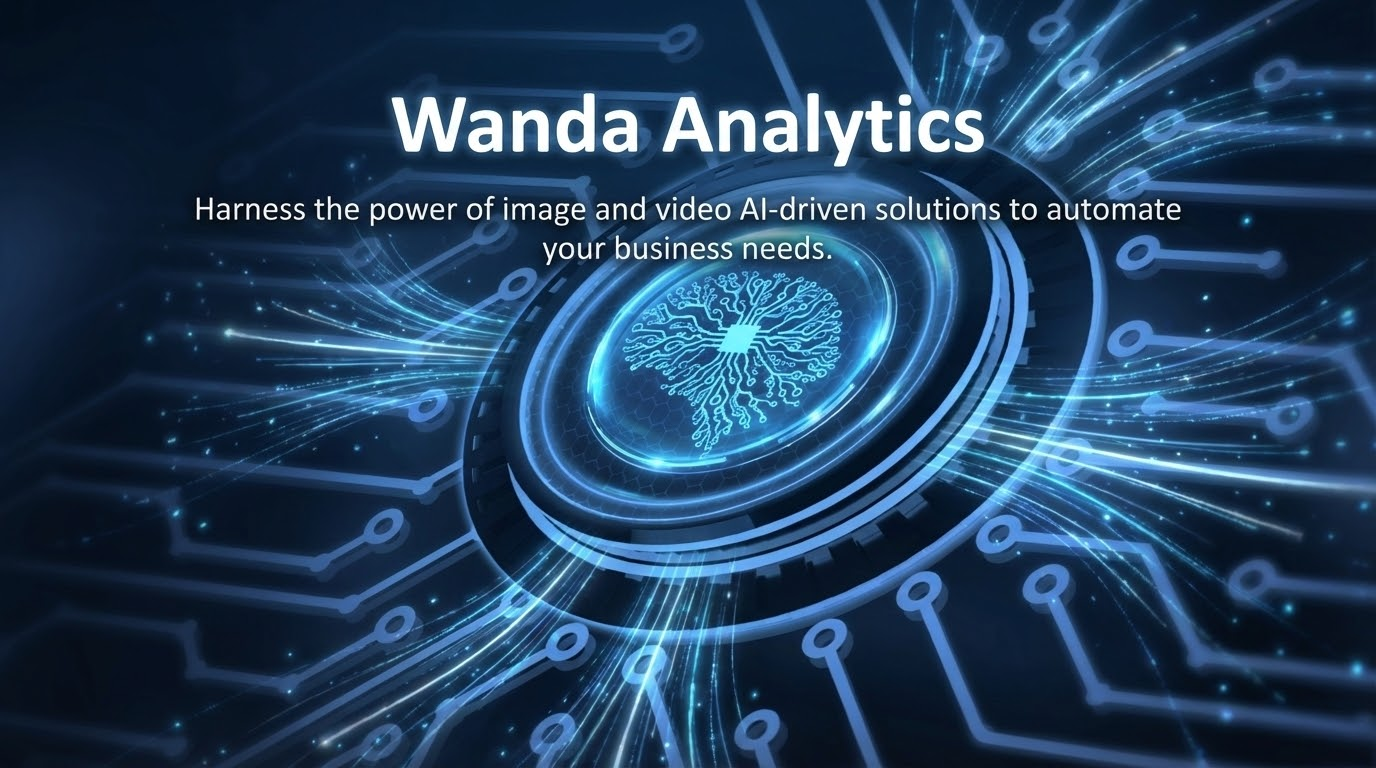 Wanda Analytics
Harness the power of image and video AI-driven solutions to automate
your business needs.